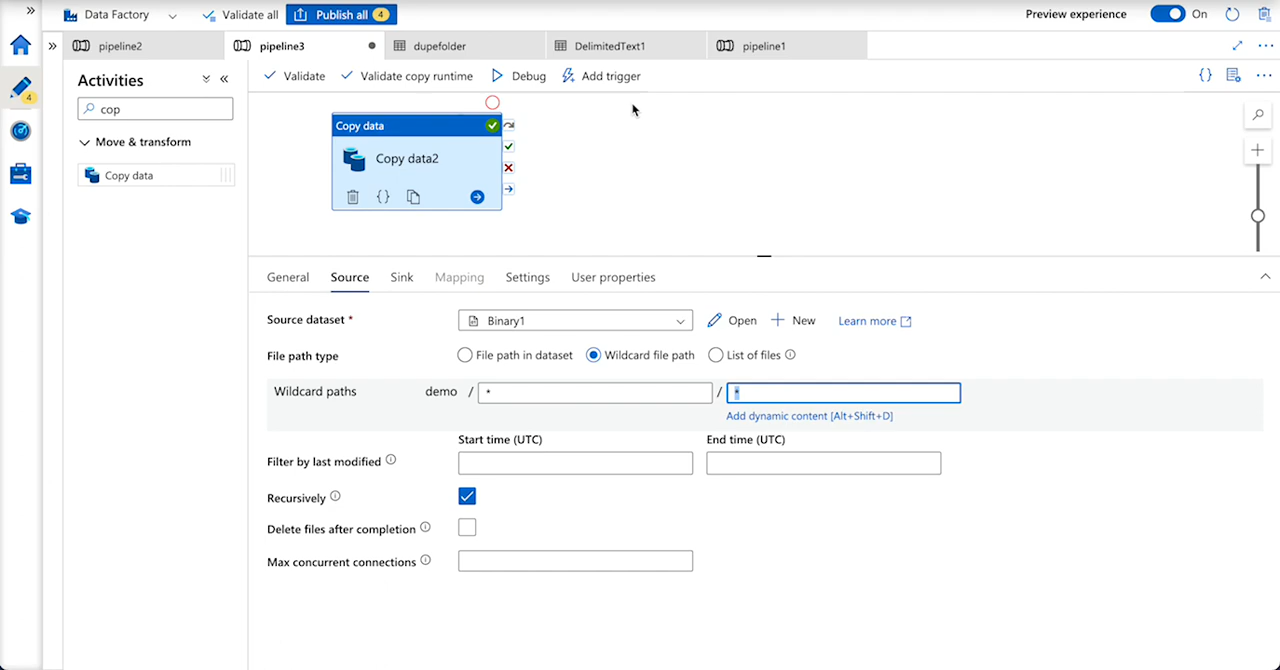 Data Factory Validate all Publish all 4 Preview experience On
pipeline2 pipeline3 dupefolder DelimitedText1 pipeline1
4
Activities
cop
Move & transform
Copy data
Validate Validate copy runtime Debug Add trigger
Copy data
Copy data2
General Source Sink Mapping Settings User properties
Source dataset * Binary1 Open New Learn more
File path type File path in dataset Wildcard file path List of files
Wildcard paths demo / * / *
Add dynamic content [Alt+Shift+D]
Start time (UTC) End time (UTC)
Filter by last modified
Recursively
Delete files after completion
Max concurrent connections